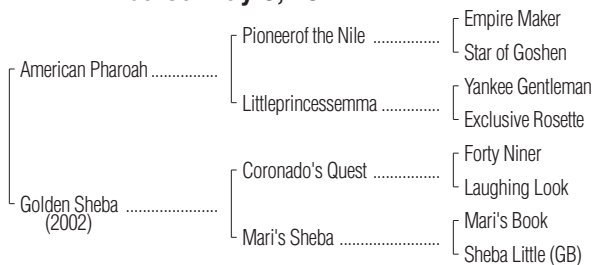 Pioneerof the Nile ................
Empire Maker
Star of Goshen
American Pharoah ................
Littleprincessemma ..............
Yankee Gentleman
Exclusive Rosette
Coronado's Quest ................
Forty Niner
Laughing Look
Golden Sheba ......................
(2002)
Mari's Sheba ........................
Mari's Book
Sheba Little (GB)